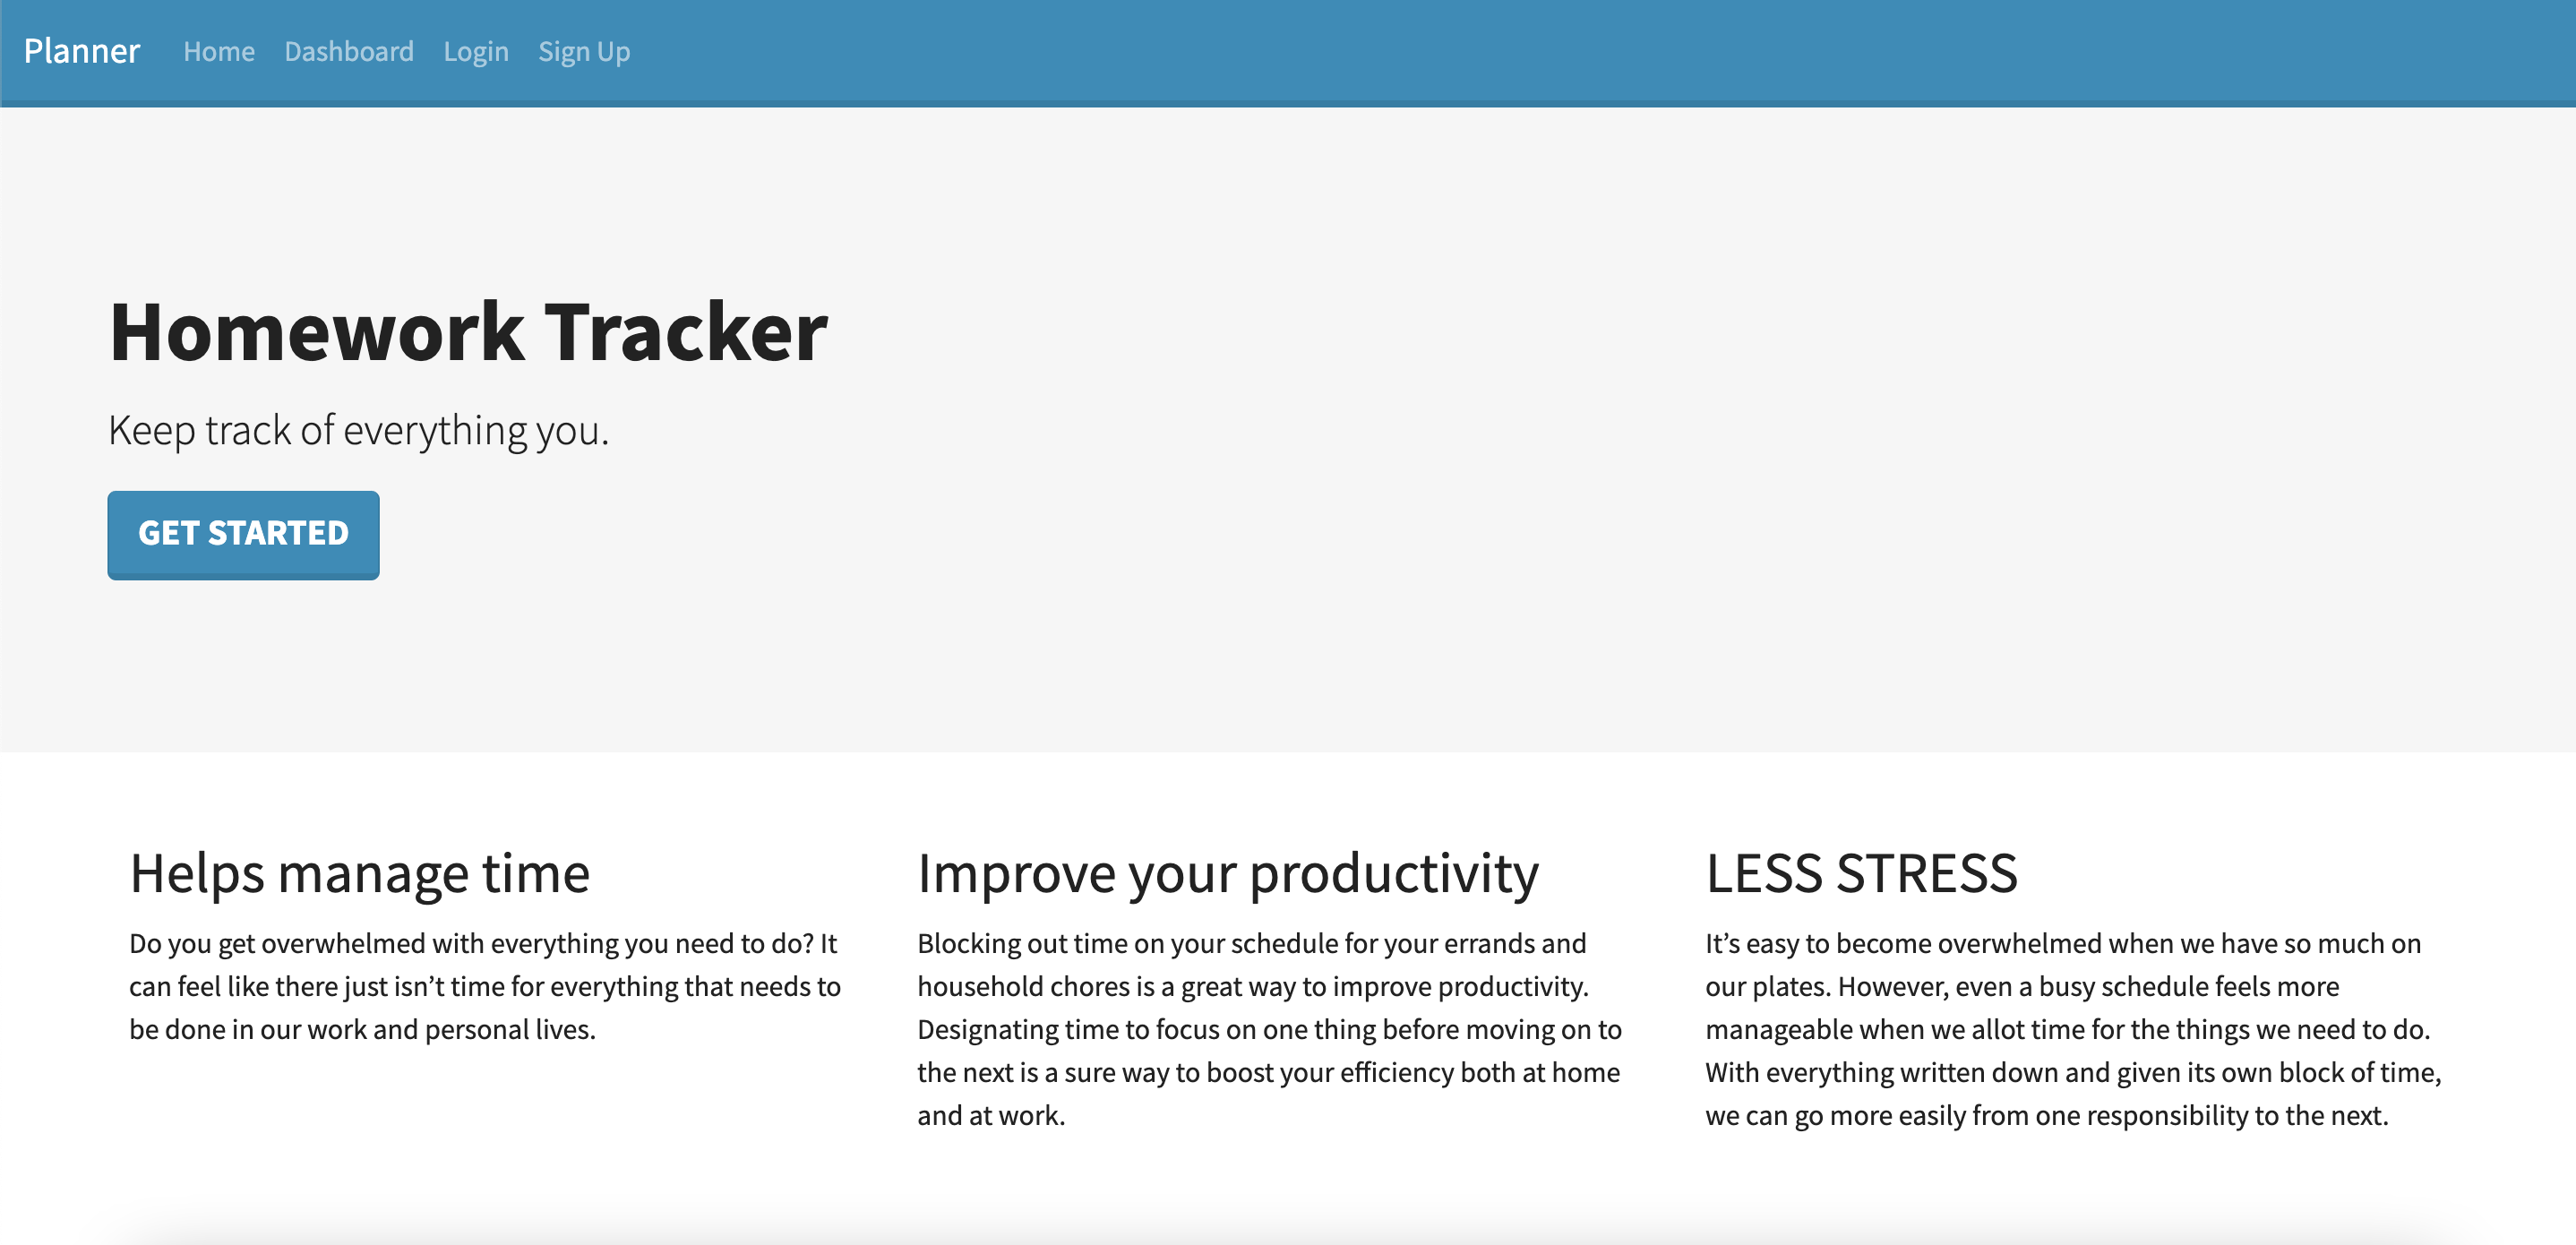 Planner Home Dashboard Login Sign Up
Homework Tracker
Keep track of everything you.
GET STARTED
Helps manage time
Do you get overwhelmed with everything you need to do? It
can feel like there just isn’t time for everything that needs to
be done in our work and personal lives.
Improve your productivity
Blocking out time on your schedule for your errands and
household chores is a great way to improve productivity.
Designating time to focus on one thing before moving on to
the next is a sure way to boost your efficiency both at home
and at work.
LESS STRESS
It’s easy to become overwhelmed when we have so much on
our plates. However, even a busy schedule feels more
manageable when we allot time for the things we need to do.
With everything written down and given its own block of time,
we can go more easily from one responsibility to the next.